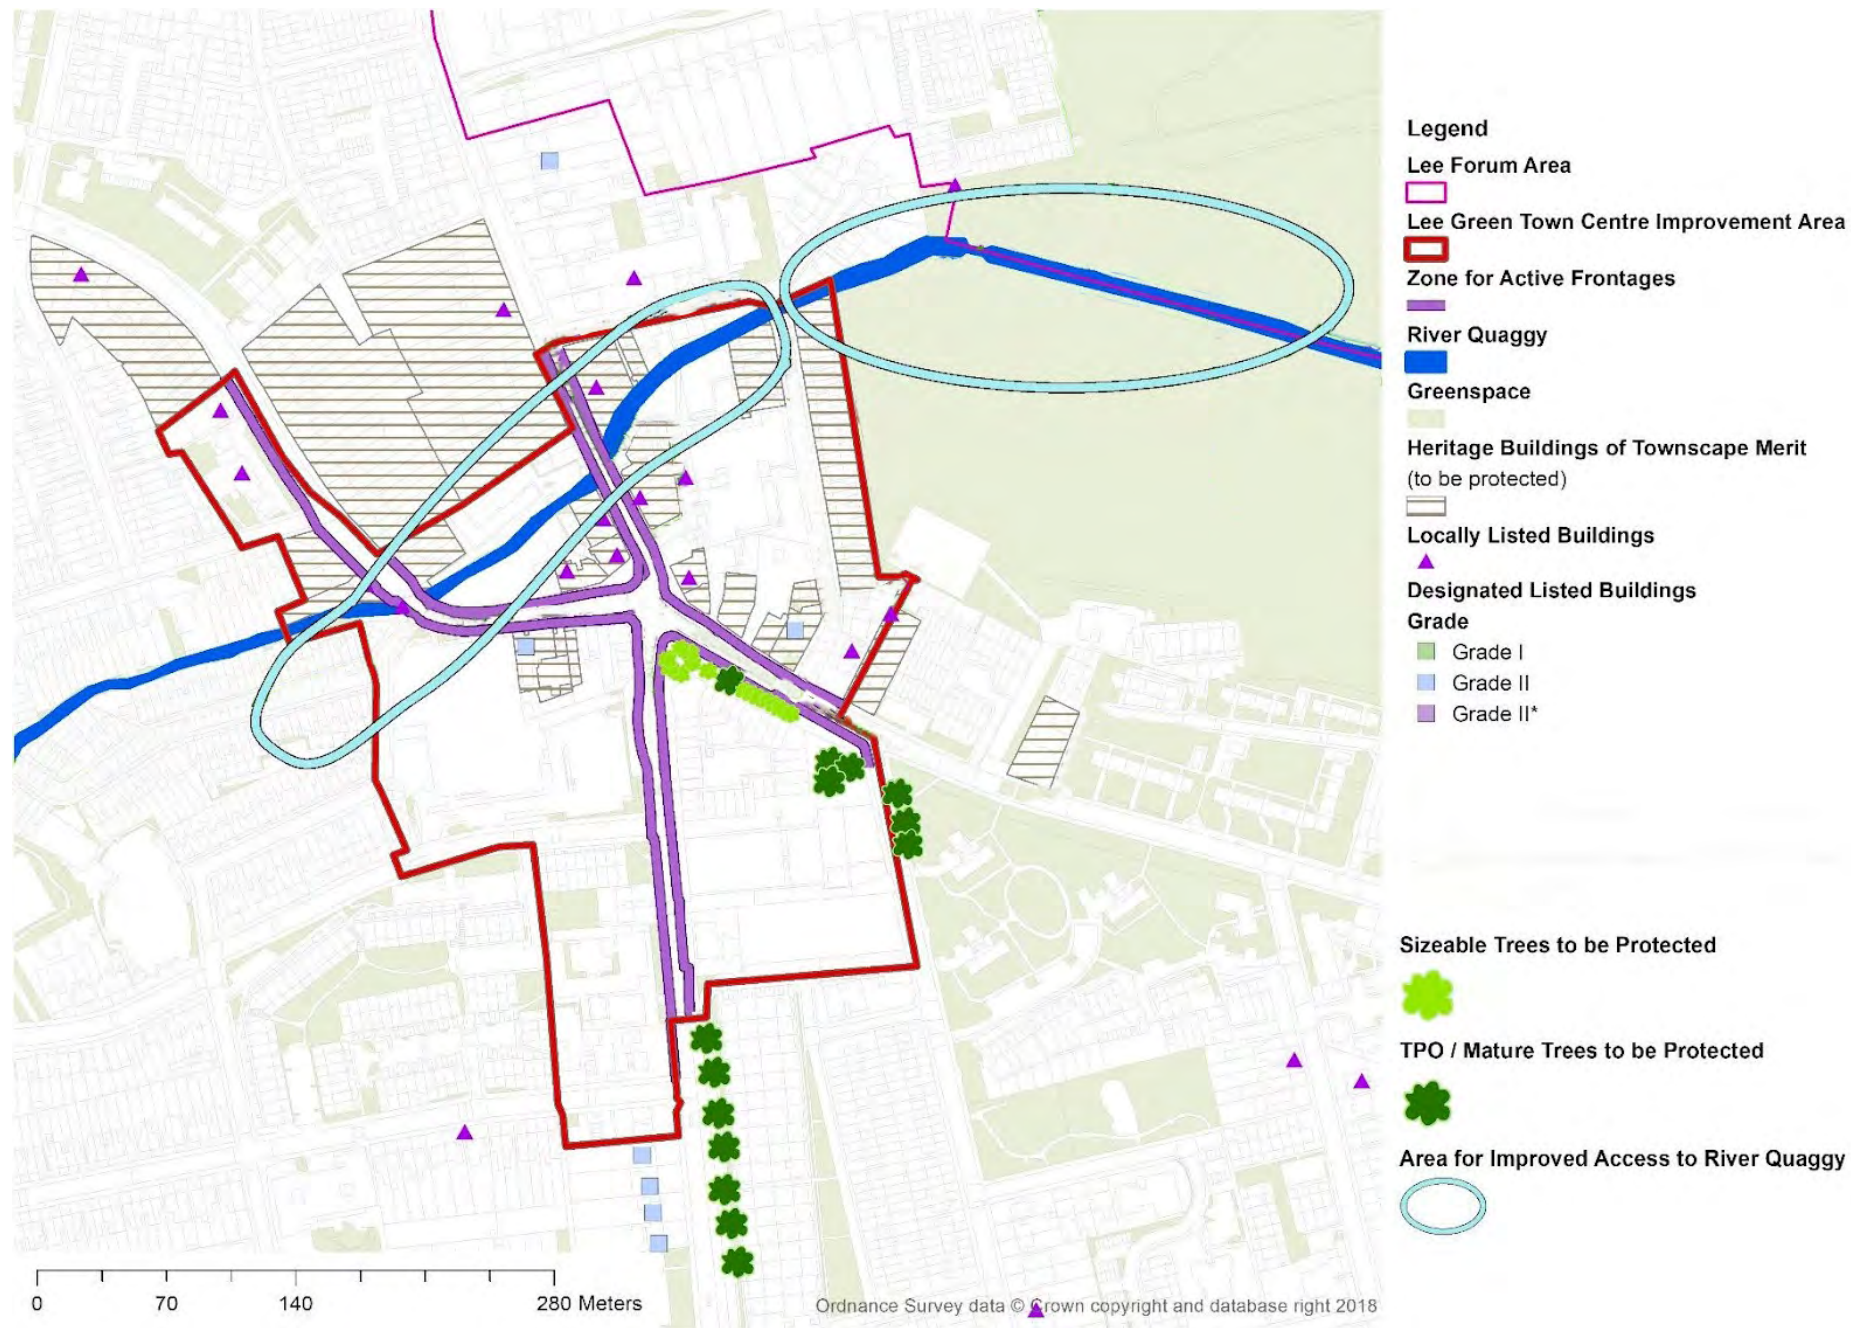 Legend
Lee Forum Area
Lee Green Town Centre Improvement Area
Zone for Active Frontages
River Quaggy
Greenspace
Heritage Buildings of Townscape Merit
(to be protected)
Locally Listed Buildings
Designated Listed Buildings
Grade
Grade I
Grade II
Grade II*
Sizeable Trees to be Protected
TPO / Mature Trees to be Protected
Area for Improved Access to River Quaggy
0 70 140 280 Meters
Ordnance Survey data © Crown copyright and database right 2018